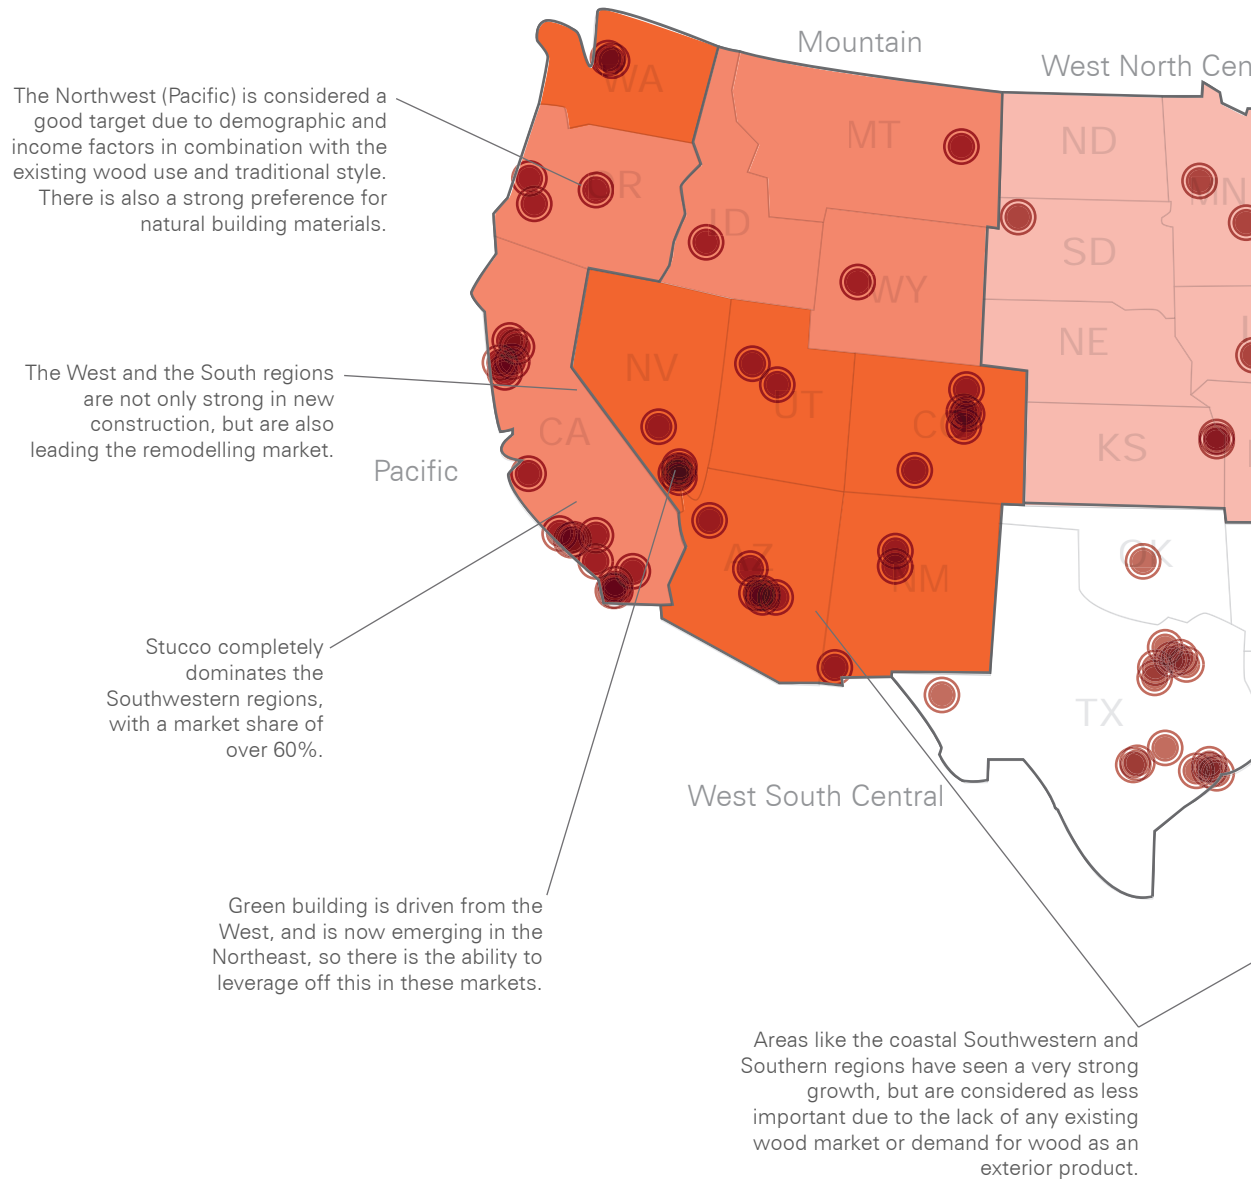 Mountain
West North Cen
WA
The Northwest (Pacific) is considered a
good target due to demographic and
income factors in combination with the
existing wood use and traditional style.
There is also a strong preference for
natural building materials.
MT
ND
OR
ID
MN
SD
WY
NE
NV
UT
CO
CA
KS
The West and the South regions
are not only strong in new
construction, but are also
leading the remodelling market.
Pacific
AZ
NM
OK
TX
Stucco completely
dominates the
Southwestern regions,
with a market share of
over 60%.
West South Central
Green building is driven from the
West, and is now emerging in the
Northeast, so there is the ability to
leverage off this in these markets.
Areas like the coastal Southwestern and
Southern regions have seen a very strong
growth, but are considered as less
important due to the lack of any existing
wood market or demand for wood as an
exterior product.